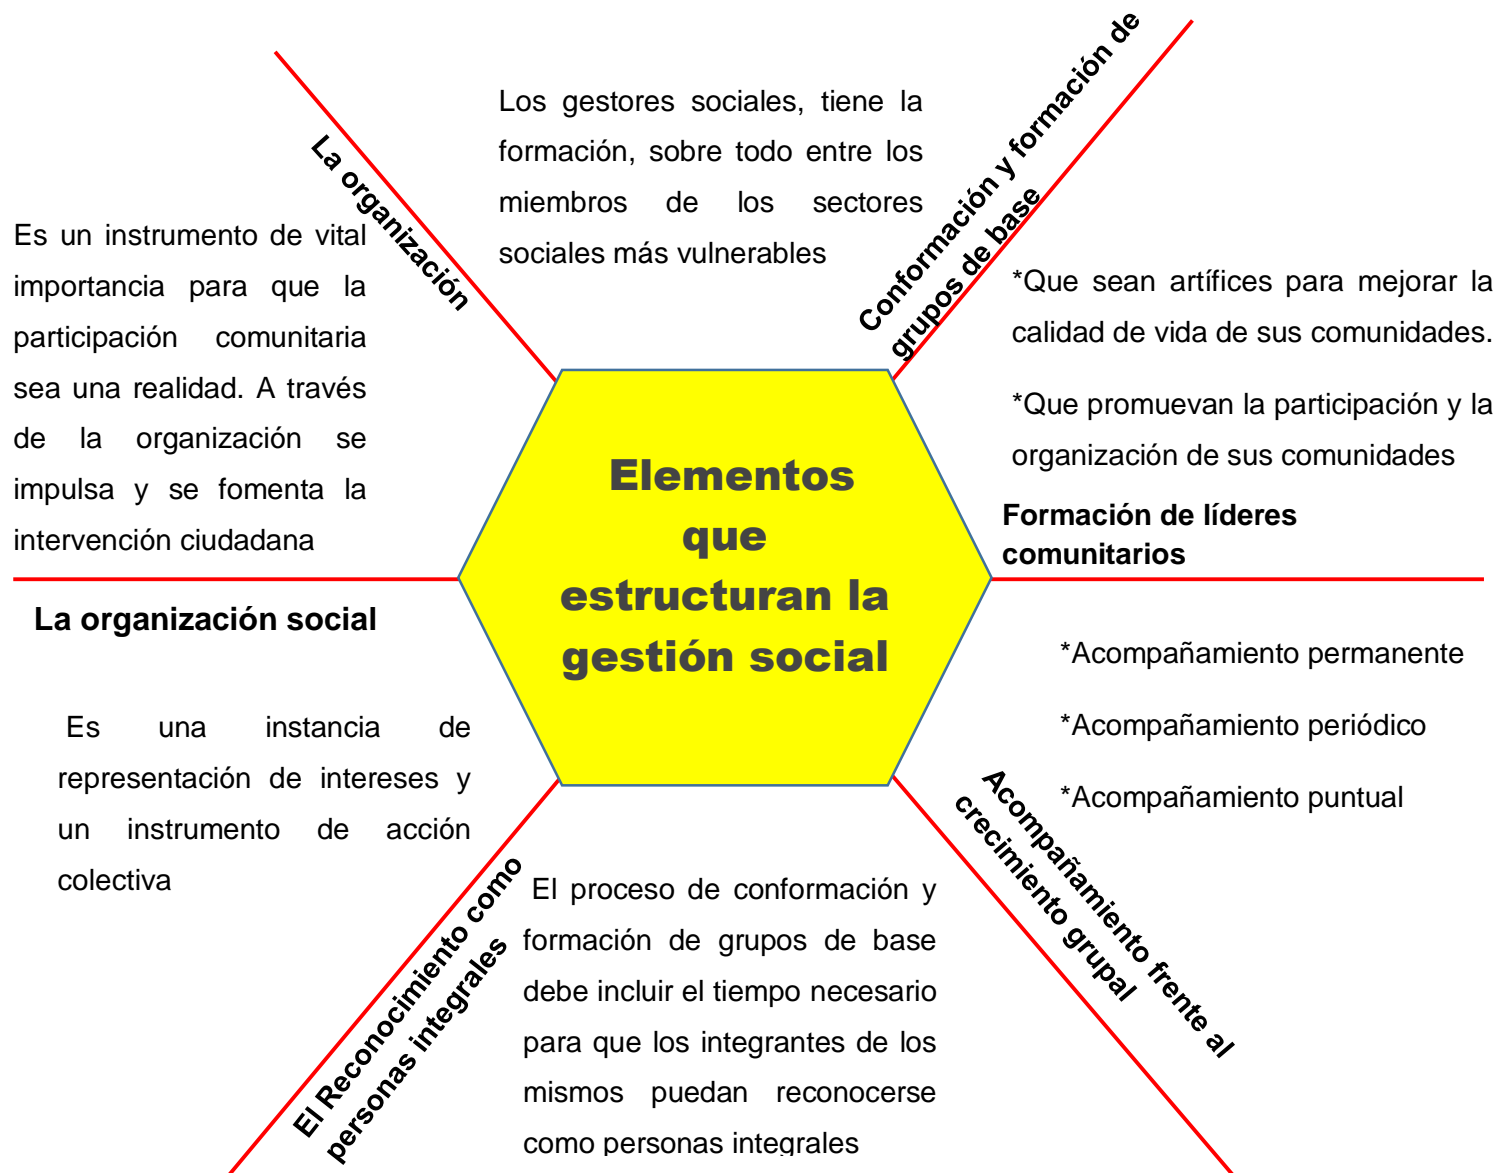 Elementos
que
estructuran la
gestión social
La organización
Es un instrumento de vital
importancia para que la
participación comunitaria
sea una realidad. A través
de la organización se
impulsa y se fomenta la
intervención ciudadana
Los gestores sociales, tiene la
formación, sobre todo entre los
miembros de los sectores
sociales más vulnerables
Conformación y formación de
grupos de base
*Que sean artífices para mejorar la
calidad de vida de sus comunidades.
*Que promuevan la participación y la
organización de sus comunidades
Formación de líderes
comunitarios
*Acompañamiento permanente
*Acompañamiento periódico
*Acompañamiento puntual
Acompañamiento frente al
crecimiento grupal
El proceso de conformación y
formación de grupos de base
debe incluir el tiempo necesario
para que los integrantes de los
mismos puedan reconocerse
como personas integrales
El Reconocimiento como
personas integrales
La organización social
Es una instancia de
representación de intereses y
un instrumento de acción
colectiva